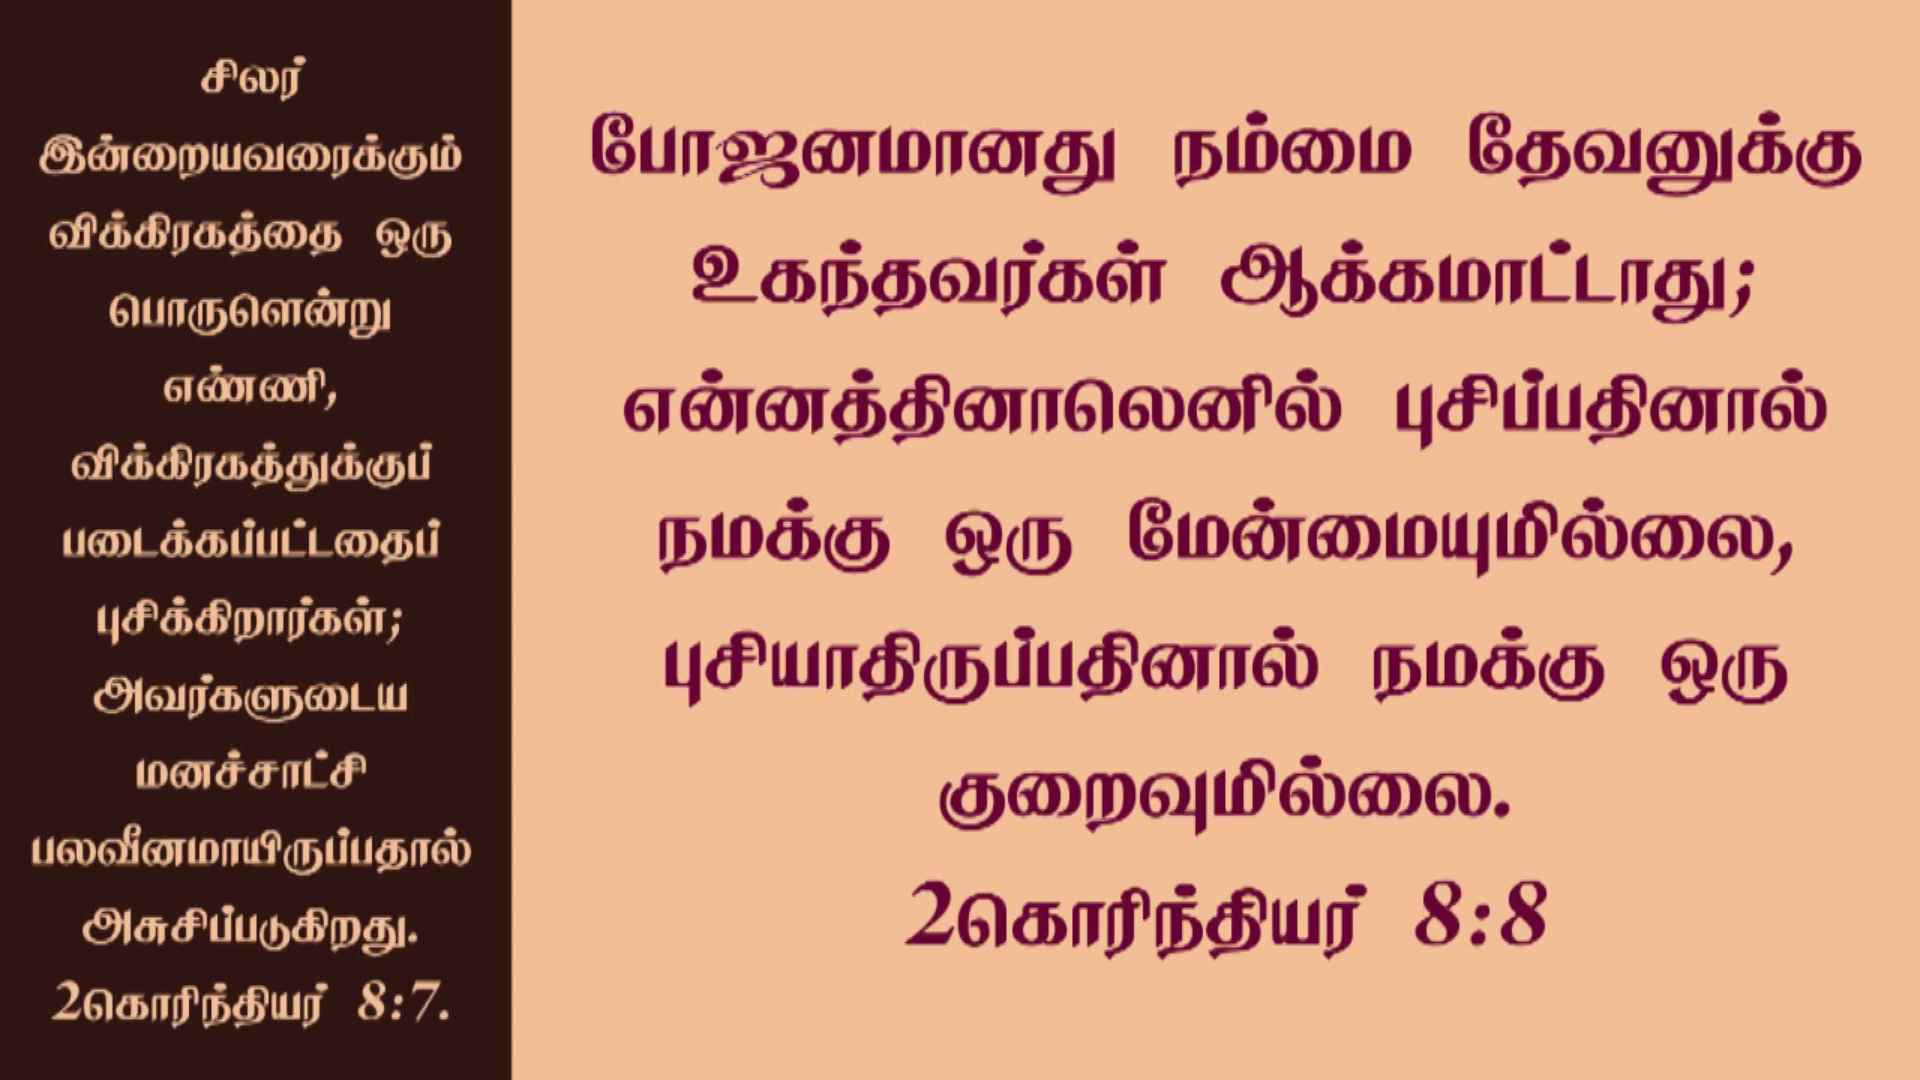 சிலர்
இன்றையவரைக்கும்
விக்கிரகத்தை ஒரு
பொருளென்று
எண்ணி,
விக்கிரகத்துக்குப்
படைக்கப்பட்டதைப்
புசிக்கிறார்கள்;
அவர்களுடைய
மனச்சாட்சி
பலவீனமாயிருப்பதால்
அசுசிப்படுகிறது.
2கொரிந்தியர் 8:7.
போஜனமானது நம்மை தேவனுக்கு
உகந்தவர்கள் ஆக்கமாட்டாது;
என்னத்தினாலெனில் புசிப்பதினால்
நமக்கு ஒரு மேன்மையுமில்லை,
புசியாதிருப்பதினால் நமக்கு ஒரு
குறைவுமில்லை.
2கொரிந்தியர் 8:8